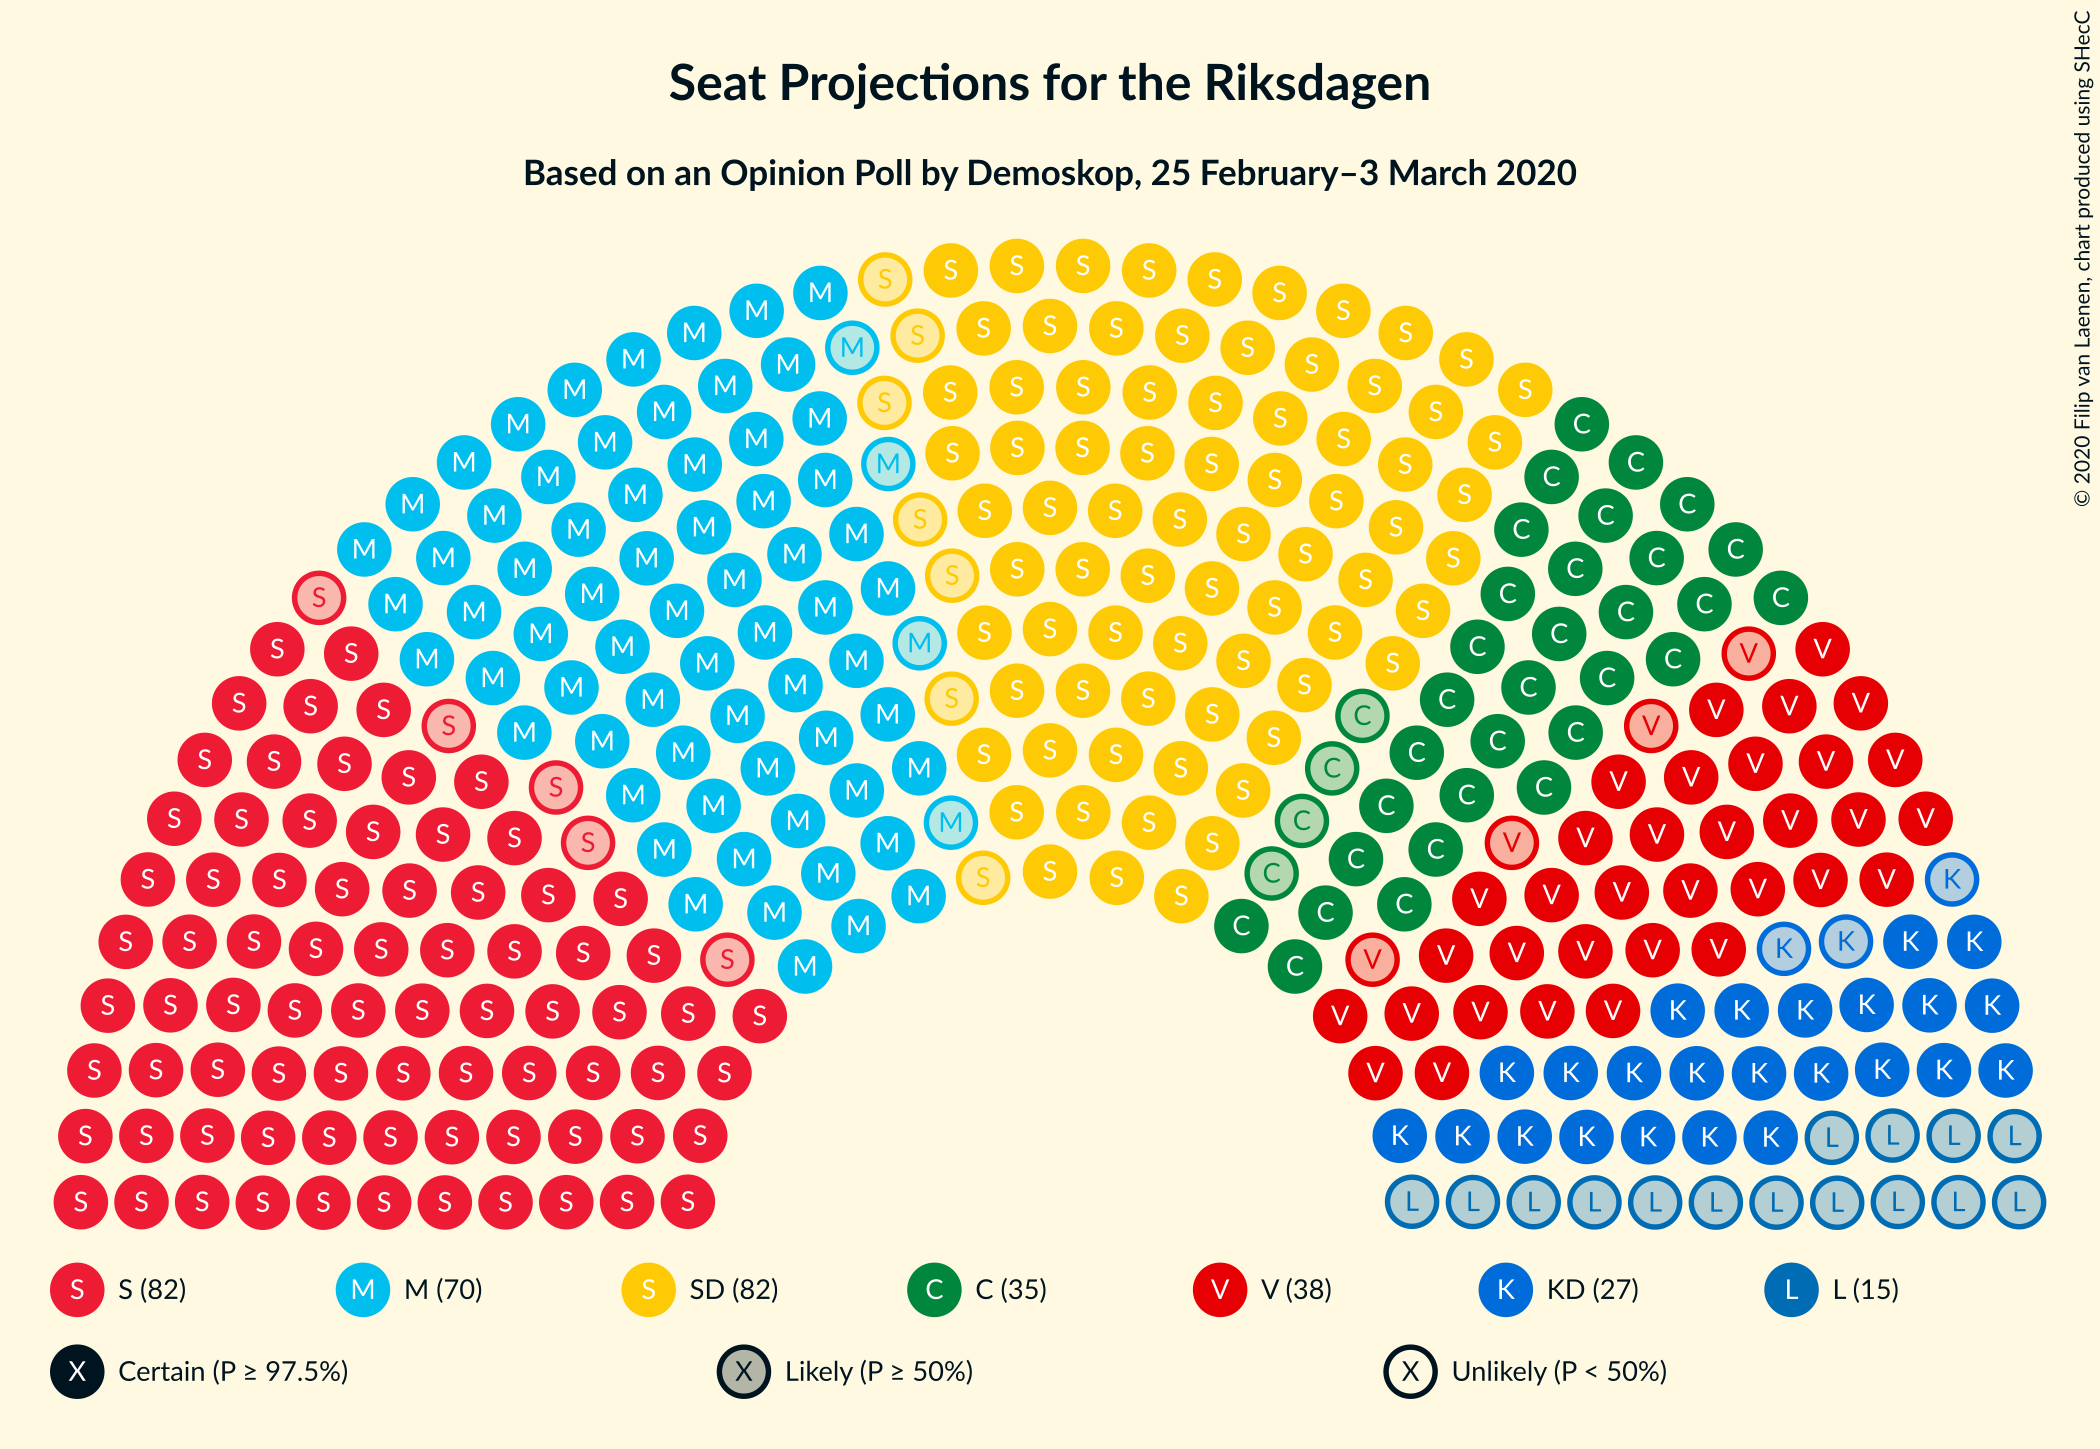 Seat Projections for the Riksdagen
Based on an Opinion Poll by Demoskop, 25 February–3 March 2020
© 2020 Filip van Laenen, chart produced using SHecC
S S (82) M M (70) S SD (82) C C (35) V V (38) K KD (27) L L (15)
X Certain (P ≥ 97.5%) X Likely (P ≥ 50%) X Unlikely (P < 50%)